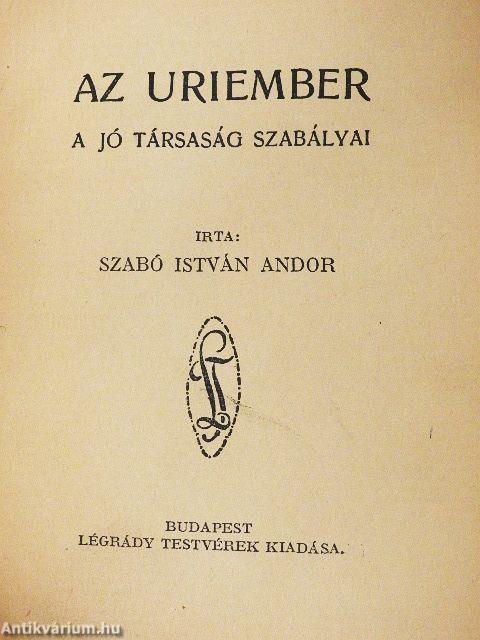 AZ URIEMBER
A JÓ TÁRSASÁG SZABÁLYAI
IRTA:
SZABÓ ISTVÁN ANDOR
BUDAPEST
LÉGRÁDY TESTVÉREK KIADÁSA.
Antikvárium.hu